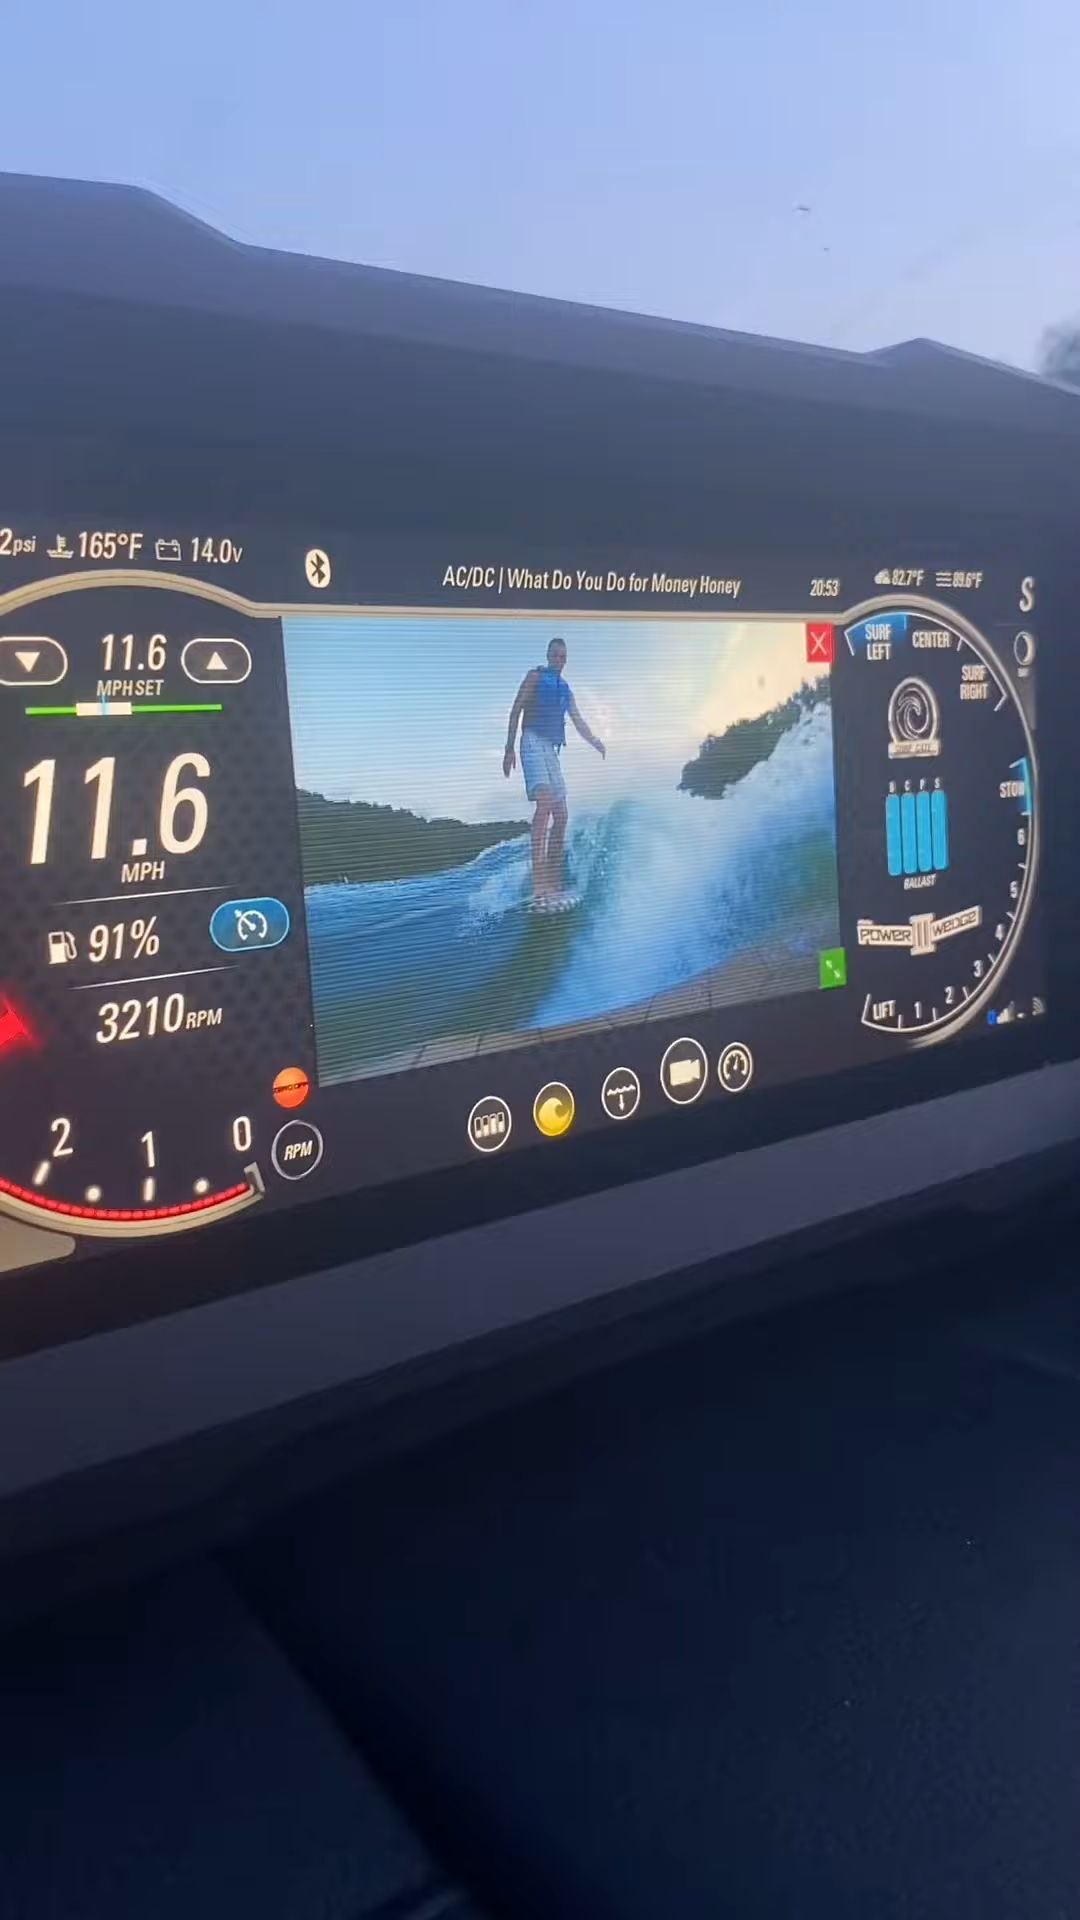 2psi 165°F 14.0v
AC/DC | What Do You Do for Money Honey
20:53
82.7°F 89.6°F
S
11.6
MPH SET
11.6
MPH
91%
3210 RPM
2 1 0
RPM
SURF LEFT
CENTER
SURF RIGHT
SURF GATE
STOW
6
5
4
3
2
1
LIFT
B C P S
BALLAST
POWER WEDGE